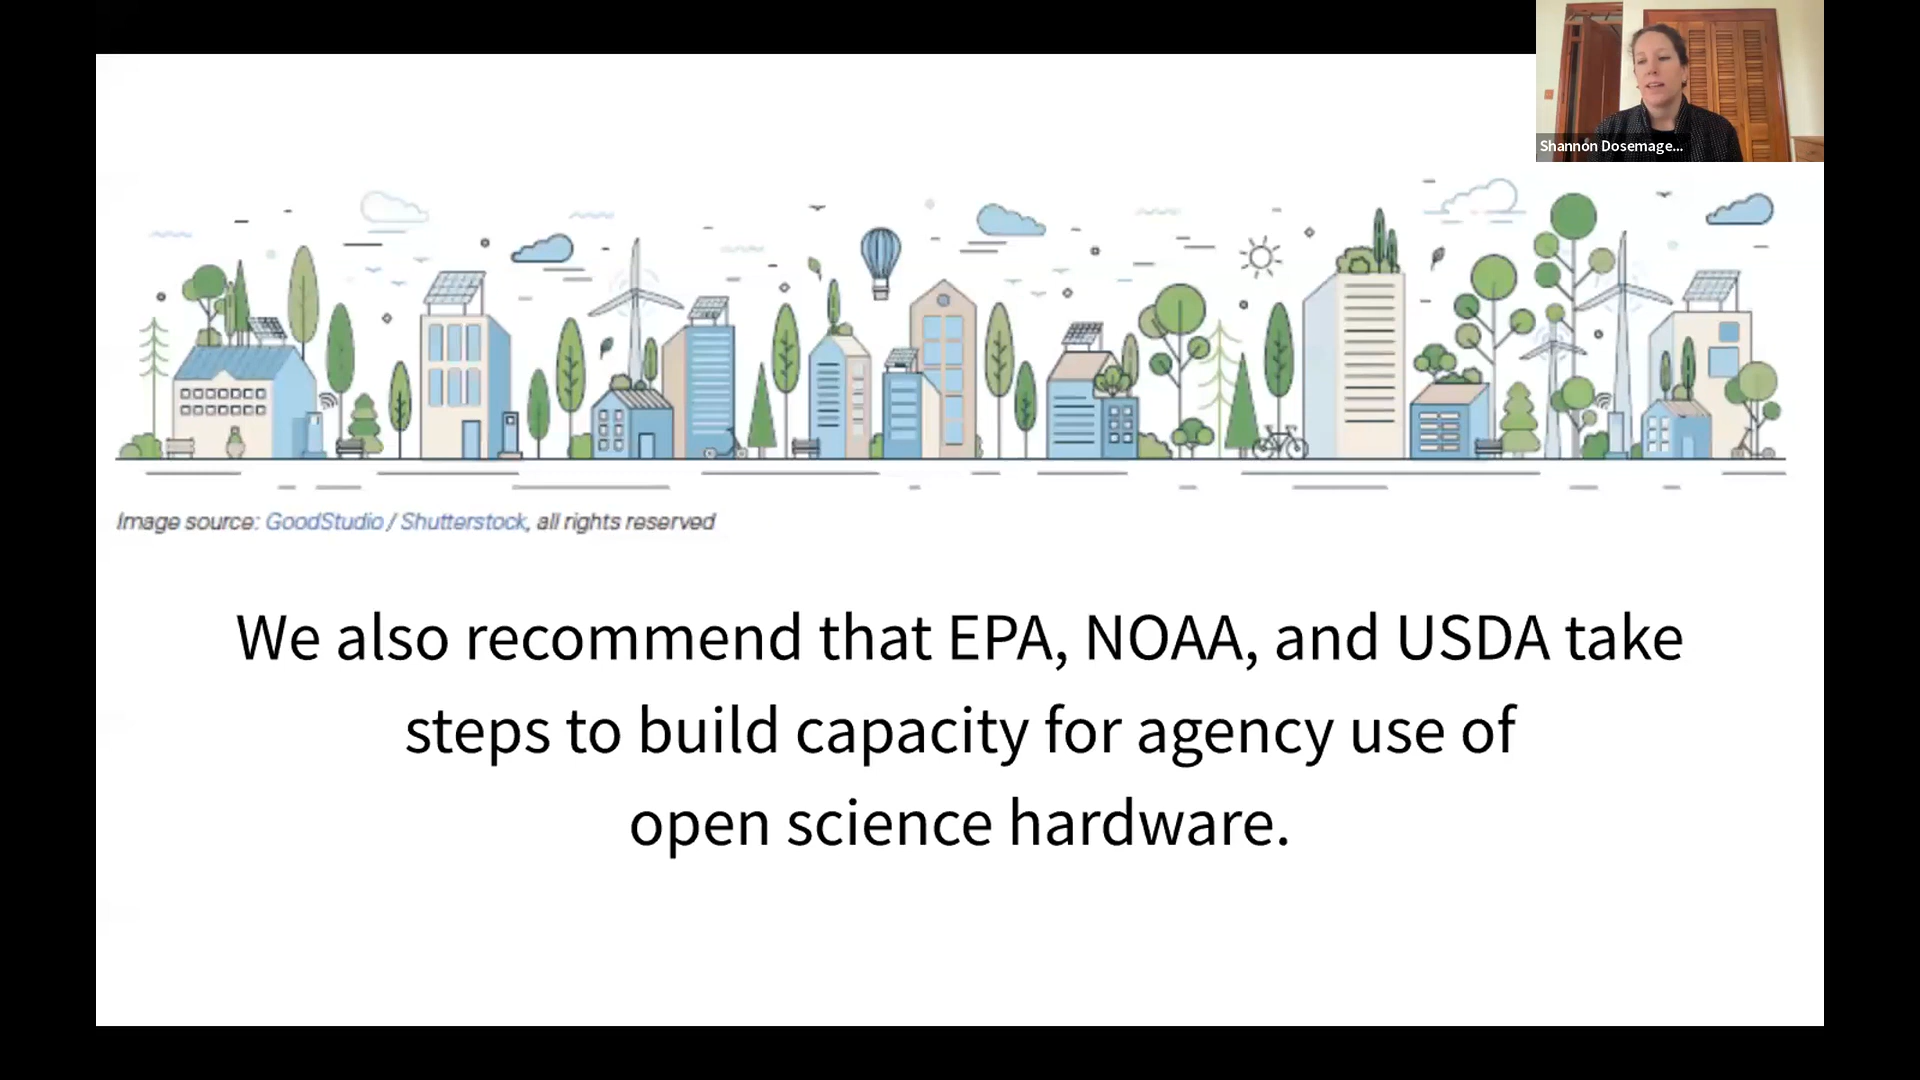 Shannon Dosemage...
Image source: GoodStudio / Shutterstock, all rights reserved
We also recommend that EPA, NOAA, and USDA take
steps to build capacity for agency use of
open science hardware.